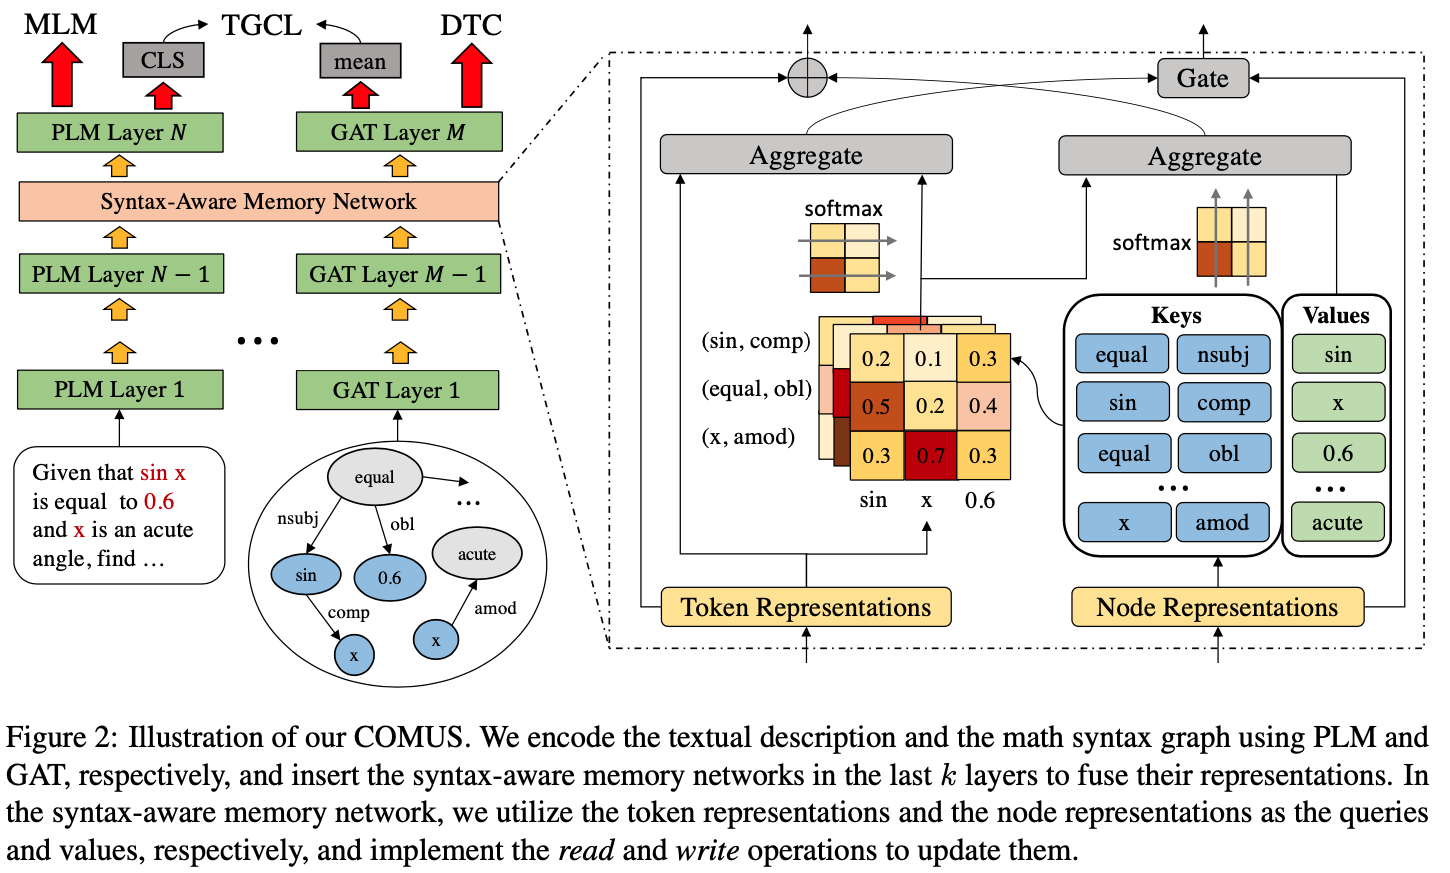 MLM
TGCL
DTC
CLS
mean
PLM Layer N
GAT Layer M
Syntax-Aware Memory Network
PLM Layer N − 1
GAT Layer M − 1
...
PLM Layer 1
GAT Layer 1
Given that sin x
is equal to 0.6
and x is an acute
angle, find ...
equal
...
nsubj
obl
acute
sin
0.6
comp
amod
x
x
Gate
Aggregate
Aggregate
softmax
softmax
(sin, comp)
(equal, obl)
(x, amod)
0.2 0.1 0.3
0.5 0.2 0.4
0.3 0.7 0.3
sin x 0.6
Keys
equal nsubj
sin comp
equal obl
...
x amod
Values
sin
x
0.6
...
acute
Token Representations
Node Representations
Figure 2: Illustration of our COMUS. We encode the textual description and the math syntax graph using PLM and
GAT, respectively, and insert the syntax-aware memory networks in the last k layers to fuse their representations. In
the syntax-aware memory network, we utilize the token representations and the node representations as the queries
and values, respectively, and implement the read and write operations to update them.